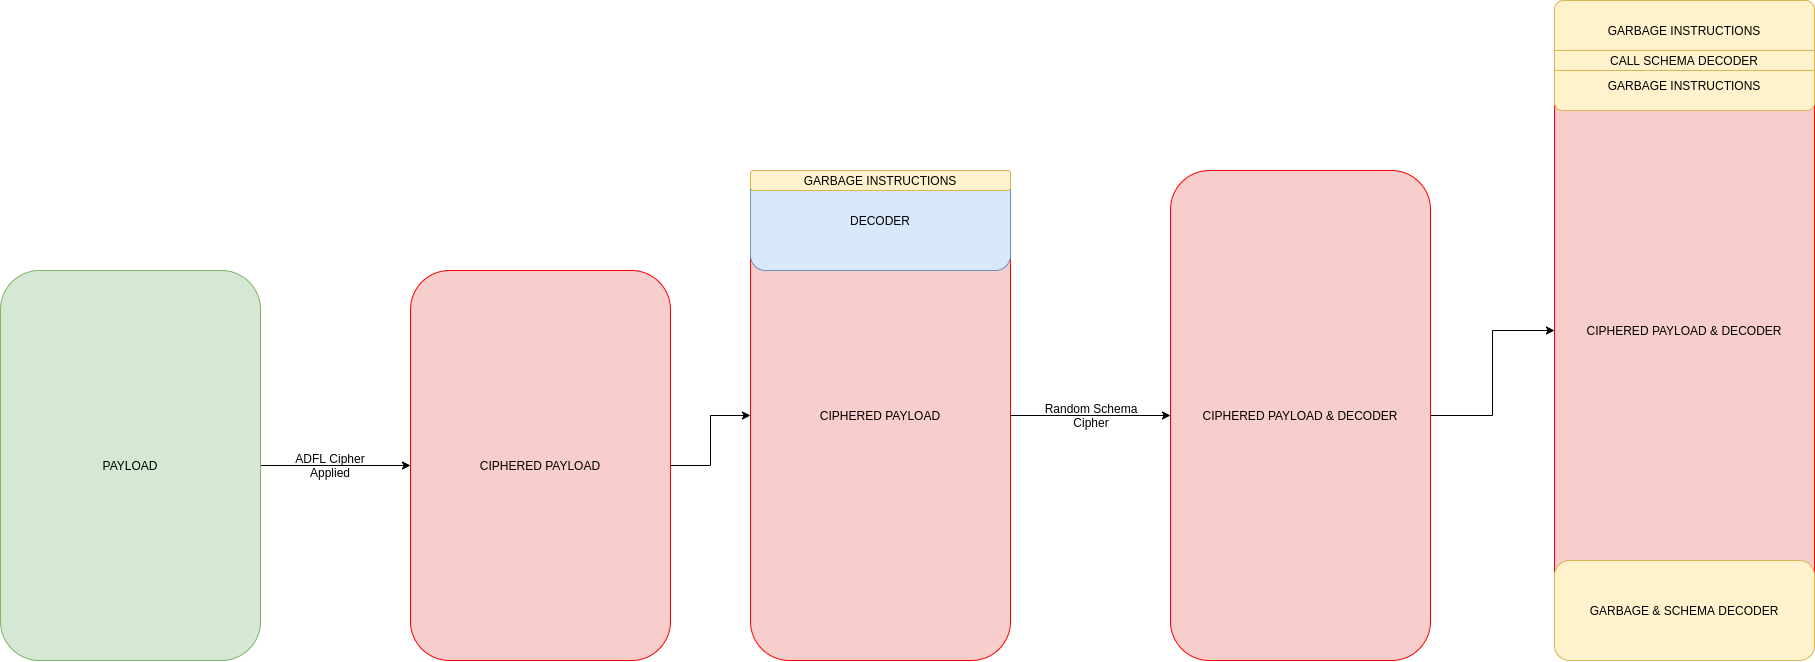 PAYLOAD
ADFL Cipher
Applied
CIPHERED PAYLOAD
GARBAGE INSTRUCTIONS
DECODER
CIPHERED PAYLOAD
Random Schema
Cipher
CIPHERED PAYLOAD & DECODER
GARBAGE INSTRUCTIONS
CALL SCHEMA DECODER
GARBAGE INSTRUCTIONS
CIPHERED PAYLOAD & DECODER
GARBAGE & SCHEMA DECODER